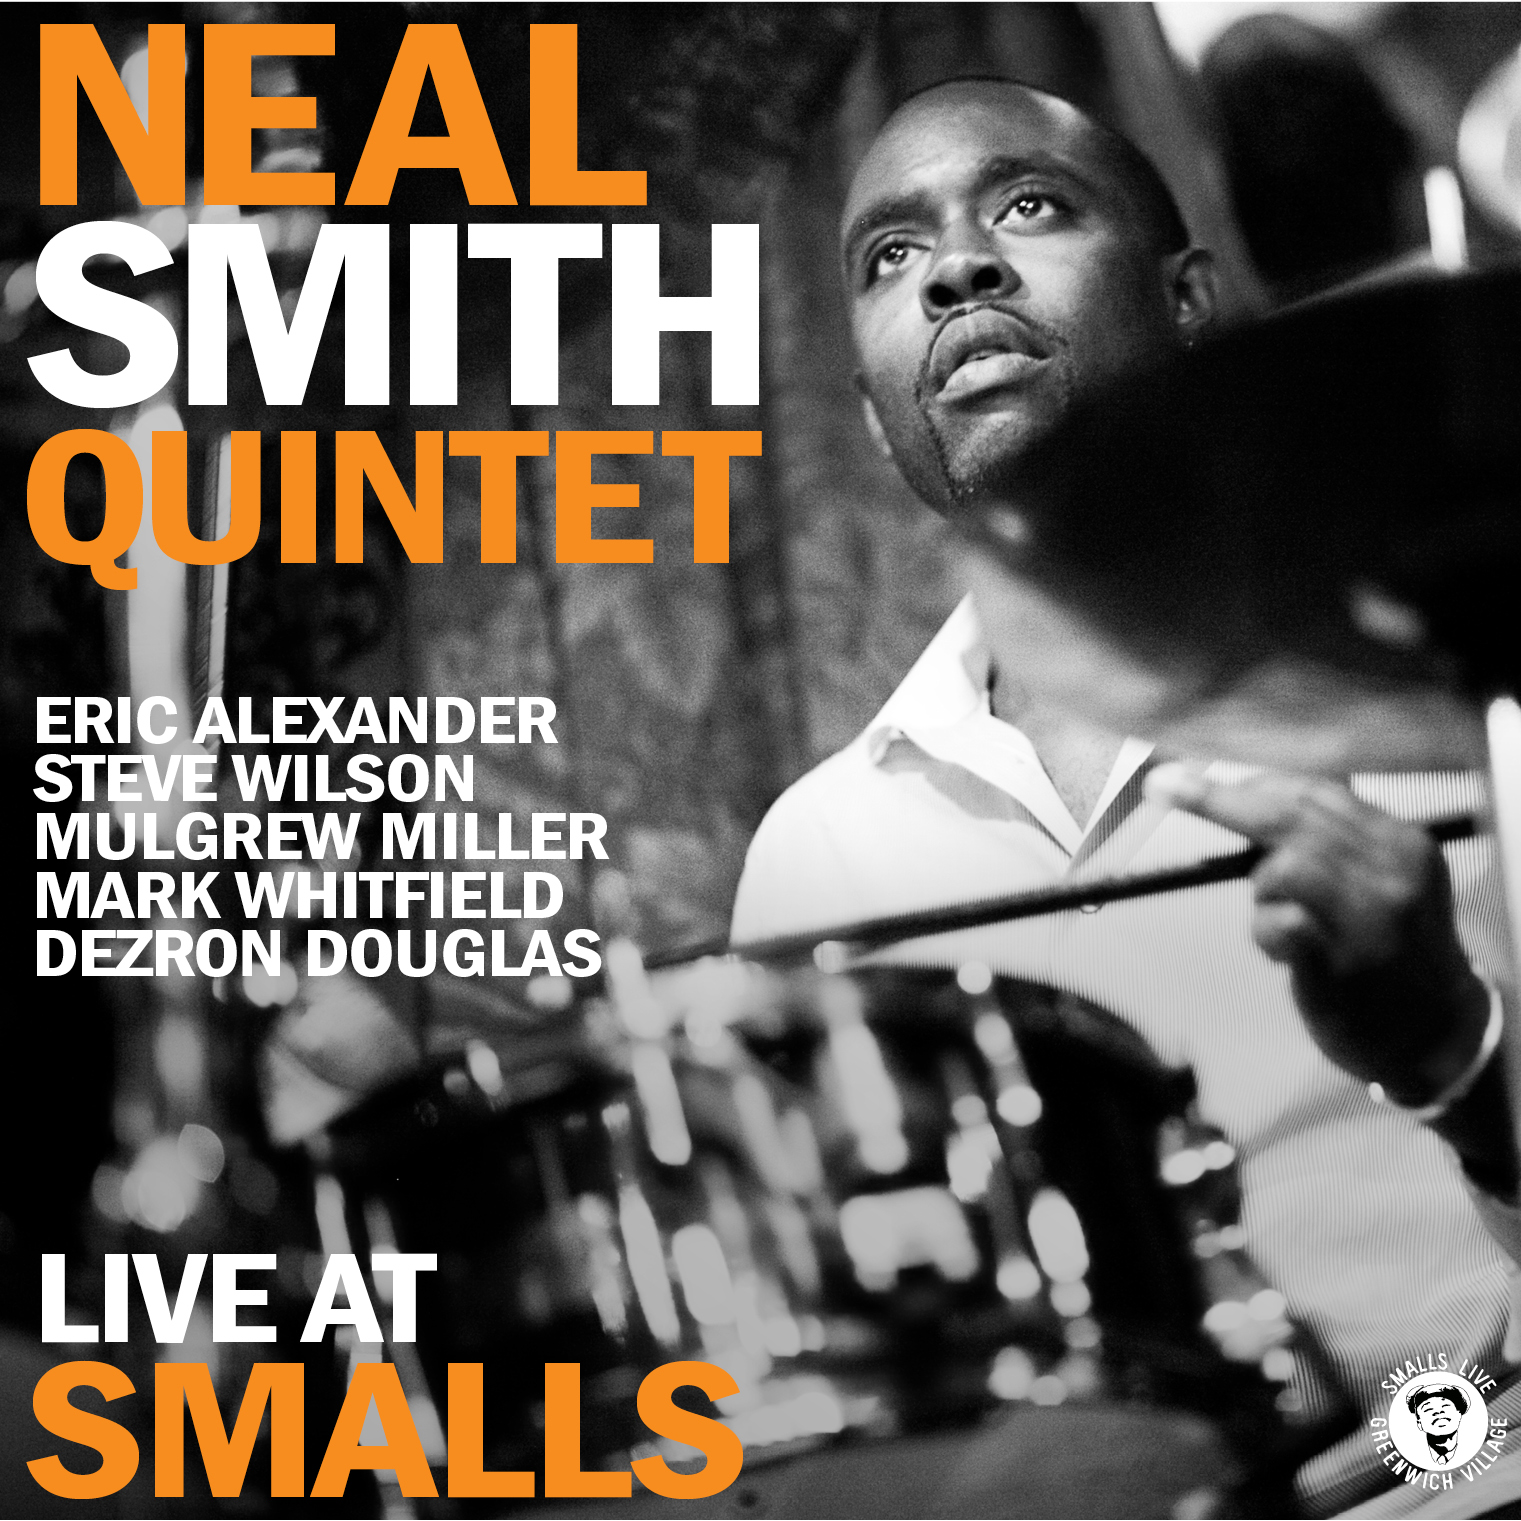 NEAL
SMITH
QUINTET
ERIC ALEXANDER
STEVE WILSON
MULGREW MILLER
MARK WHITFIELD
DEZRON DOUGLAS
LIVE AT
SMALLS
SMALLS LIVE
GREENWICH VILLAGE